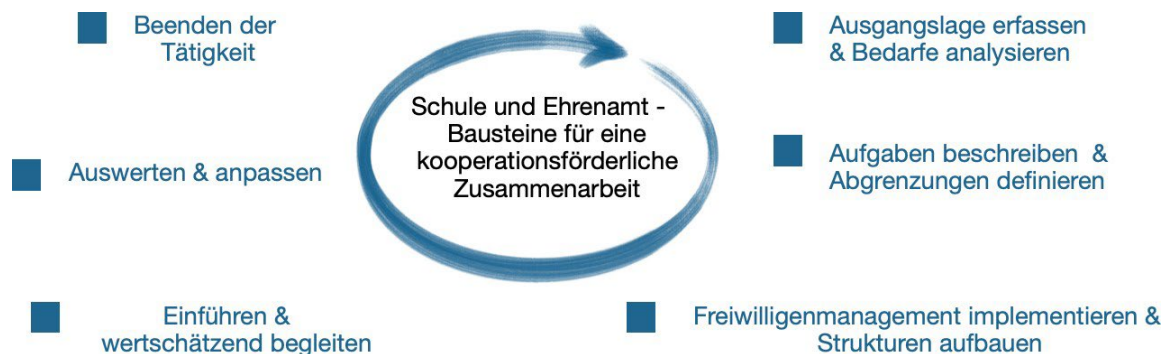 Beenden der
Tätigkeit
Ausgangslage erfassen
& Bedarfe analysieren
Schule und Ehrenamt -
Bausteine für eine
kooperationsförderliche
Zusammenarbeit
Auswerten & anpassen
Aufgaben beschreiben &
Abgrenzungen definieren
Einführen &
wertschätzend begleiten
Freiwilligenmanagement implementieren &
Strukturen aufbauen